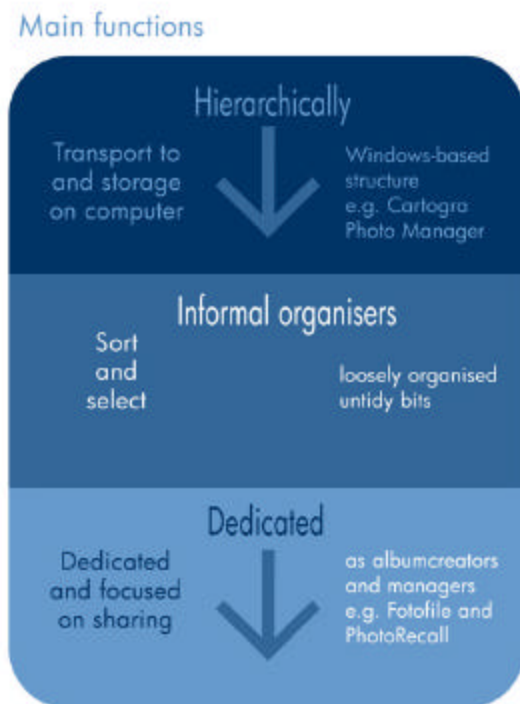 Main functions
Hierarchically
Transport to
and storage
on computer
Windows-based
structure
e.g. Cartogra
Photo Manager
Informal organisers
Sort
and
select
loosely organised
untidy bits
Dedicated
Dedicated
and focused
on sharing
as albumcreators
and managers
e.g. Fotofile and
PhotoRecall